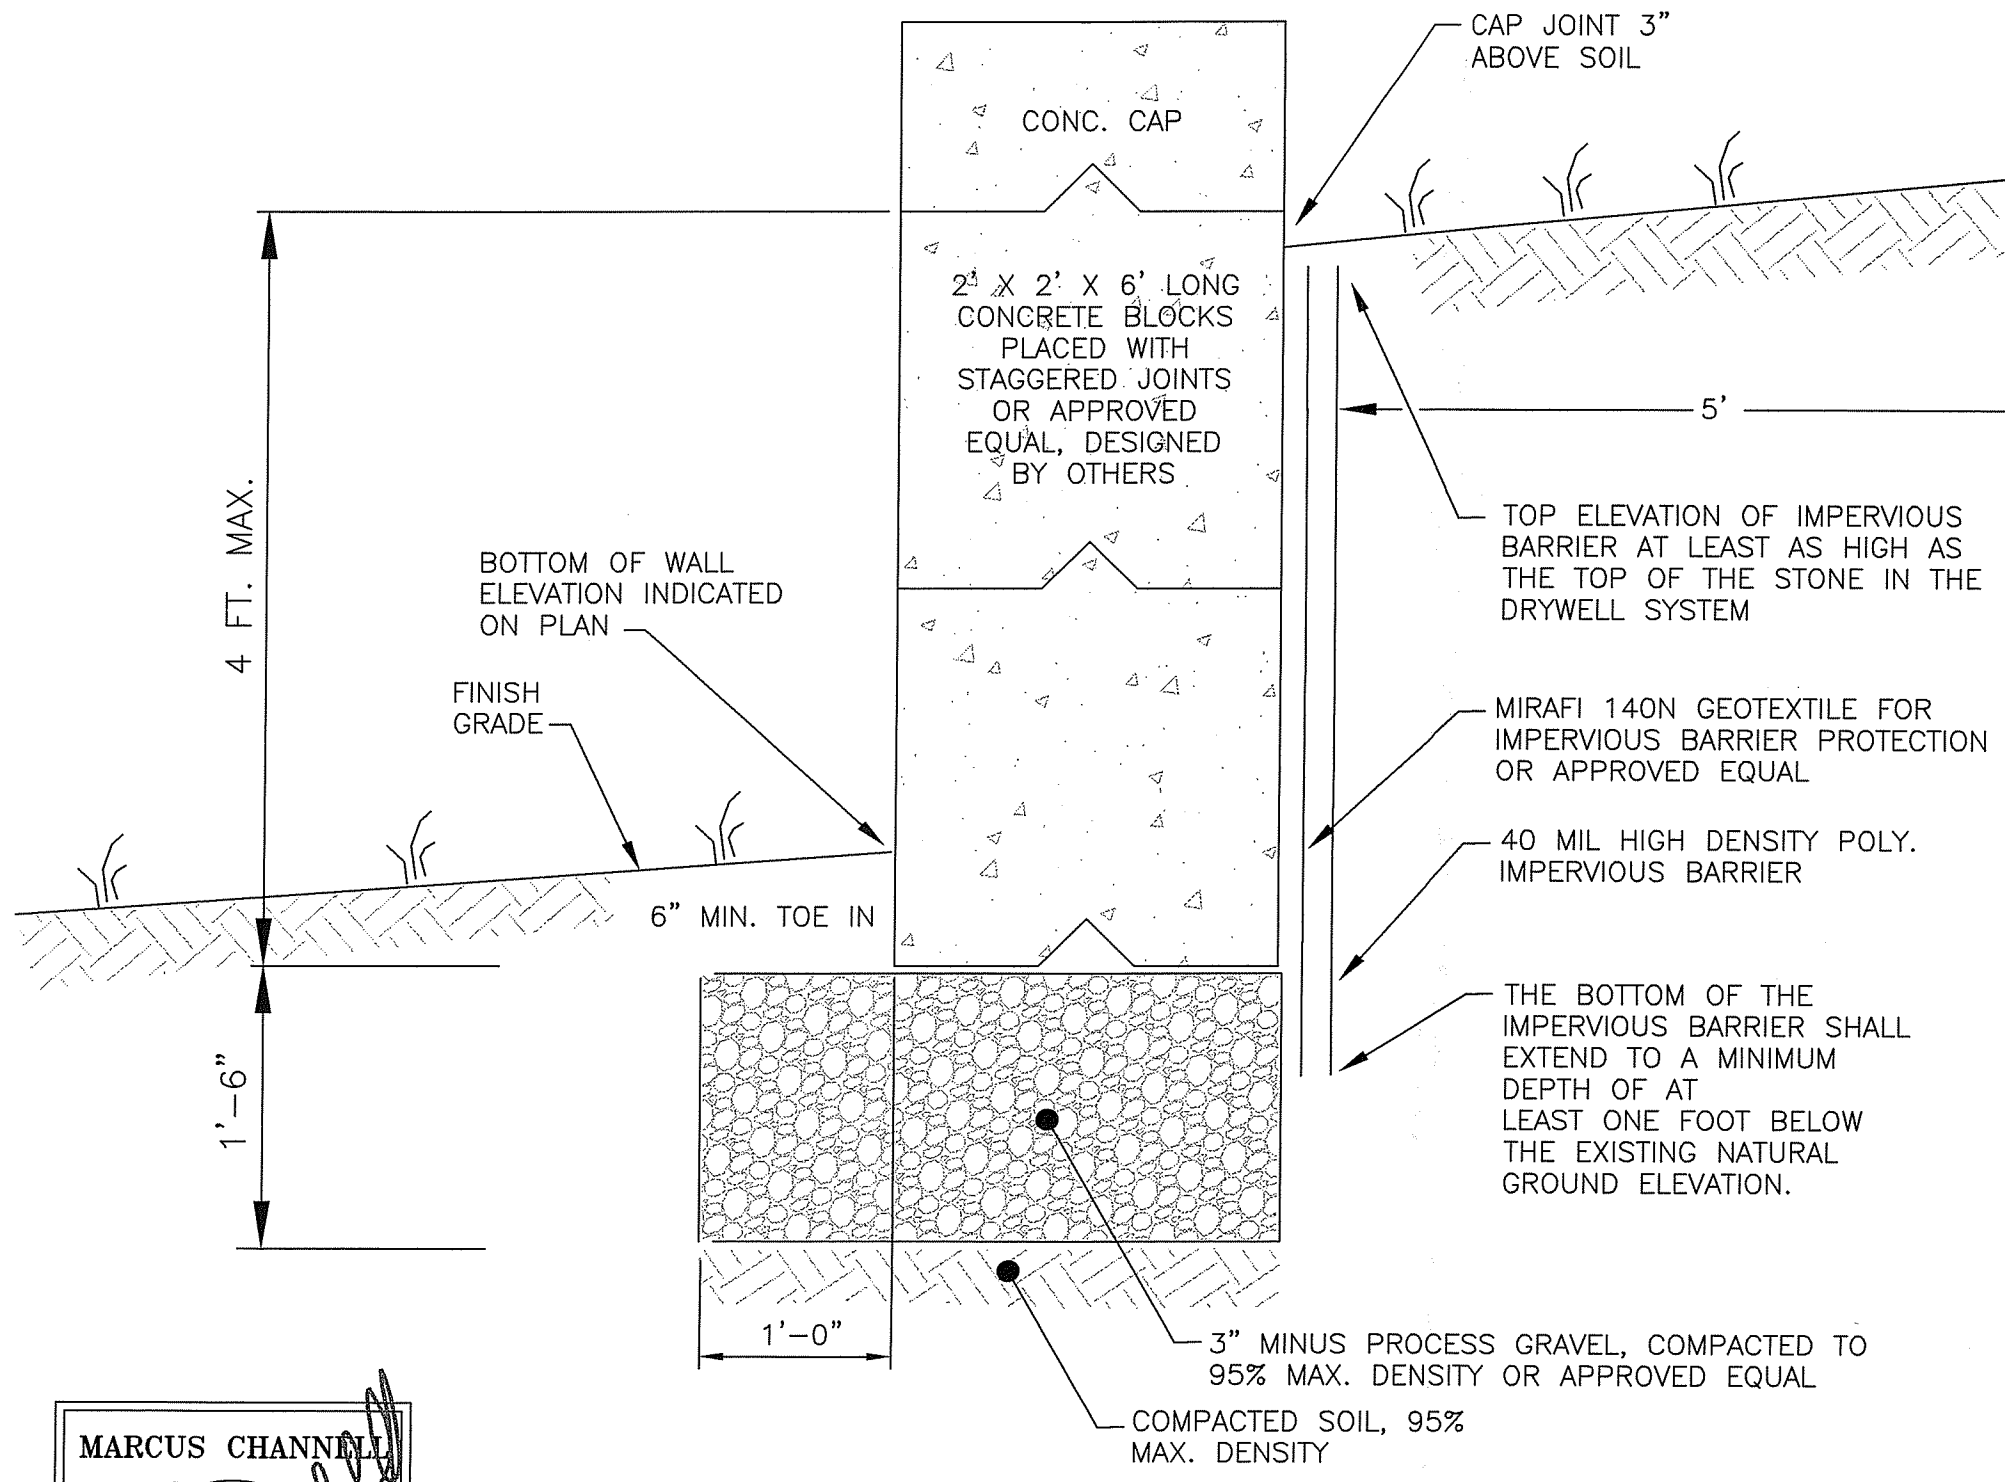 CAP JOINT 3"
ABOVE SOIL
CONC. CAP
2' X 2' X 6' LONG
CONCRETE BLOCKS
PLACED WITH
STAGGERED JOINTS
OR APPROVED
EQUAL, DESIGNED
BY OTHERS
5'
4 FT. MAX.
BOTTOM OF WALL
ELEVATION INDICATED
ON PLAN
TOP ELEVATION OF IMPERVIOUS
BARRIER AT LEAST AS HIGH AS
THE TOP OF THE STONE IN THE
DRYWELL SYSTEM
FINISH
GRADE
MIRAFI 140N GEOTEXTILE FOR
IMPERVIOUS BARRIER PROTECTION
OR APPROVED EQUAL
40 MIL HIGH DENSITY POLY.
IMPERVIOUS BARRIER
6" MIN. TOE IN
THE BOTTOM OF THE
IMPERVIOUS BARRIER SHALL
EXTEND TO A MINIMUM
DEPTH OF AT
LEAST ONE FOOT BELOW
THE EXISTING NATURAL
GROUND ELEVATION.
1'-6"
1'-0"
3" MINUS PROCESS GRAVEL, COMPACTED TO
95% MAX. DENSITY OR APPROVED EQUAL
COMPACTED SOIL, 95%
MAX. DENSITY
MARCUS CHANNELL